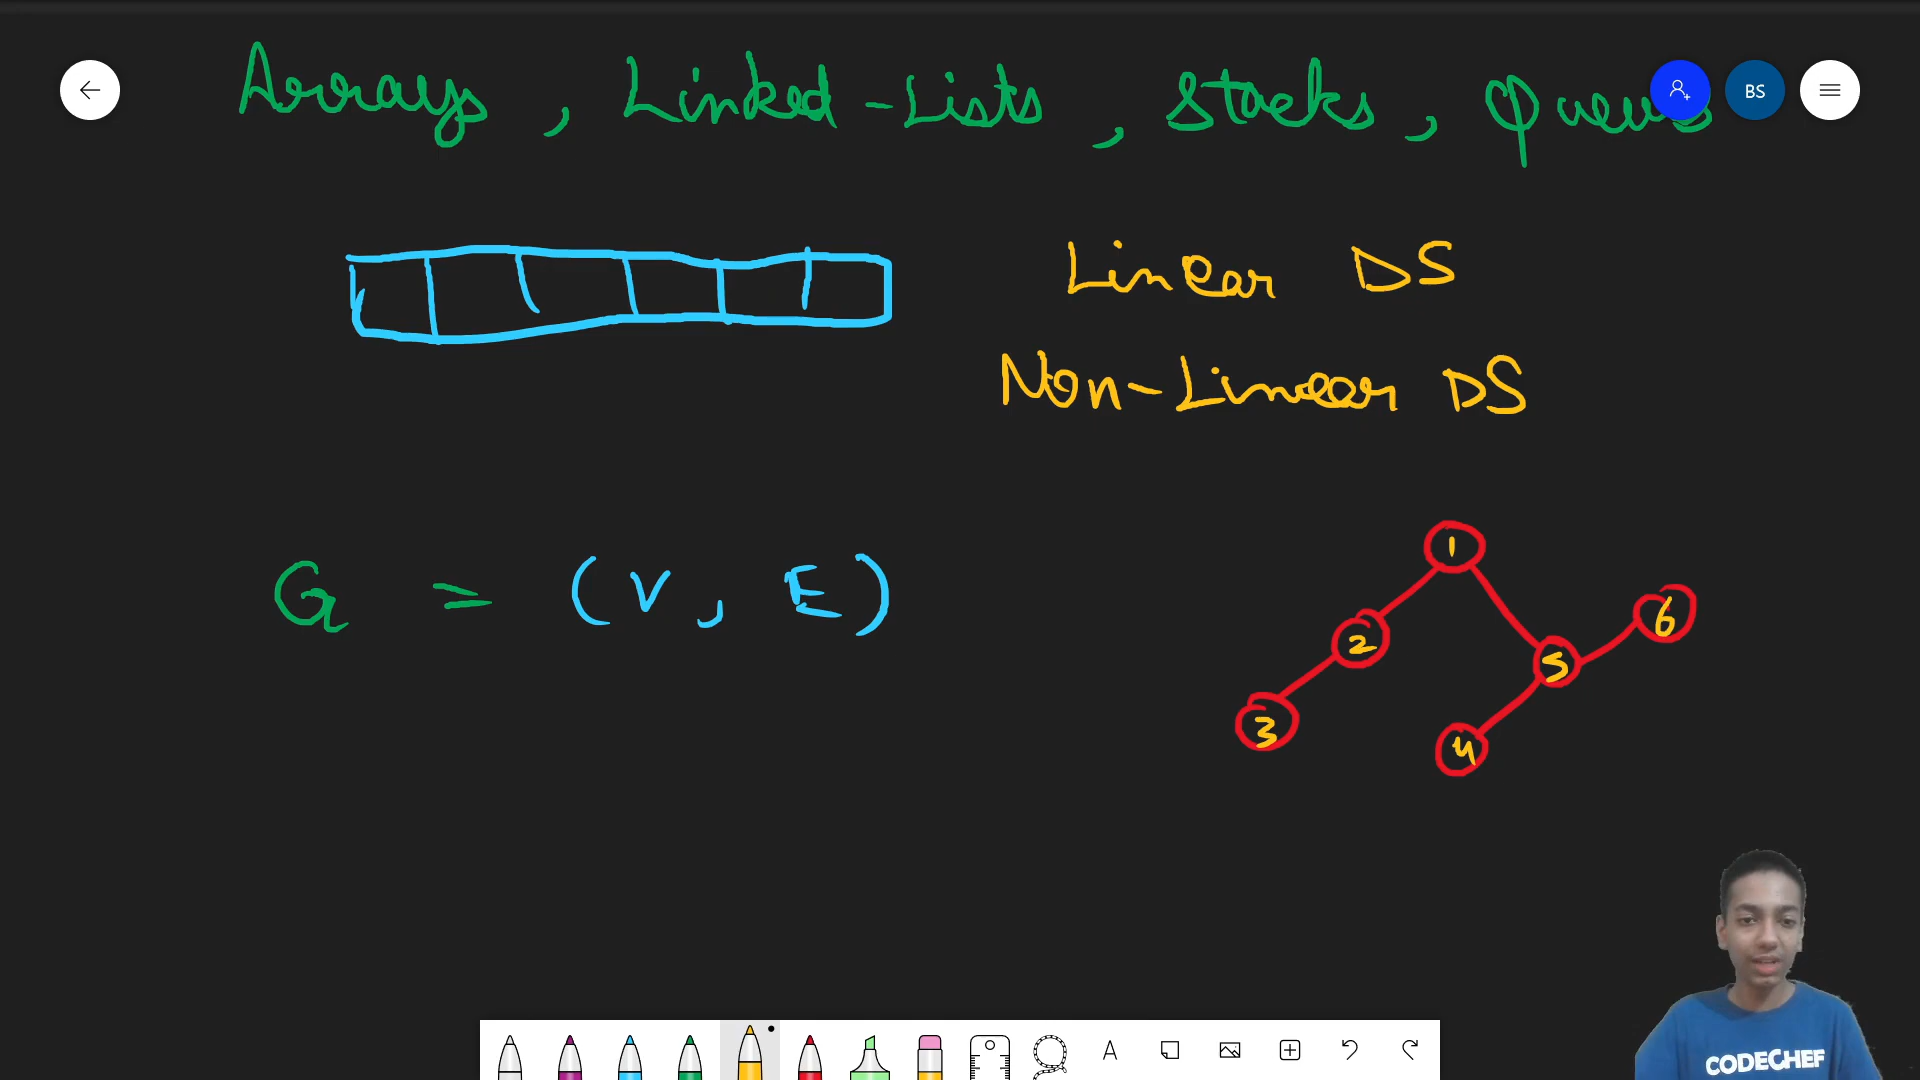 Arrays, Linked-Lists, Stacks, Queues
BS
Linear DS
Non-Linear DS
G = (V, E)
1
2
6
5
3
4
A
CODECHEF